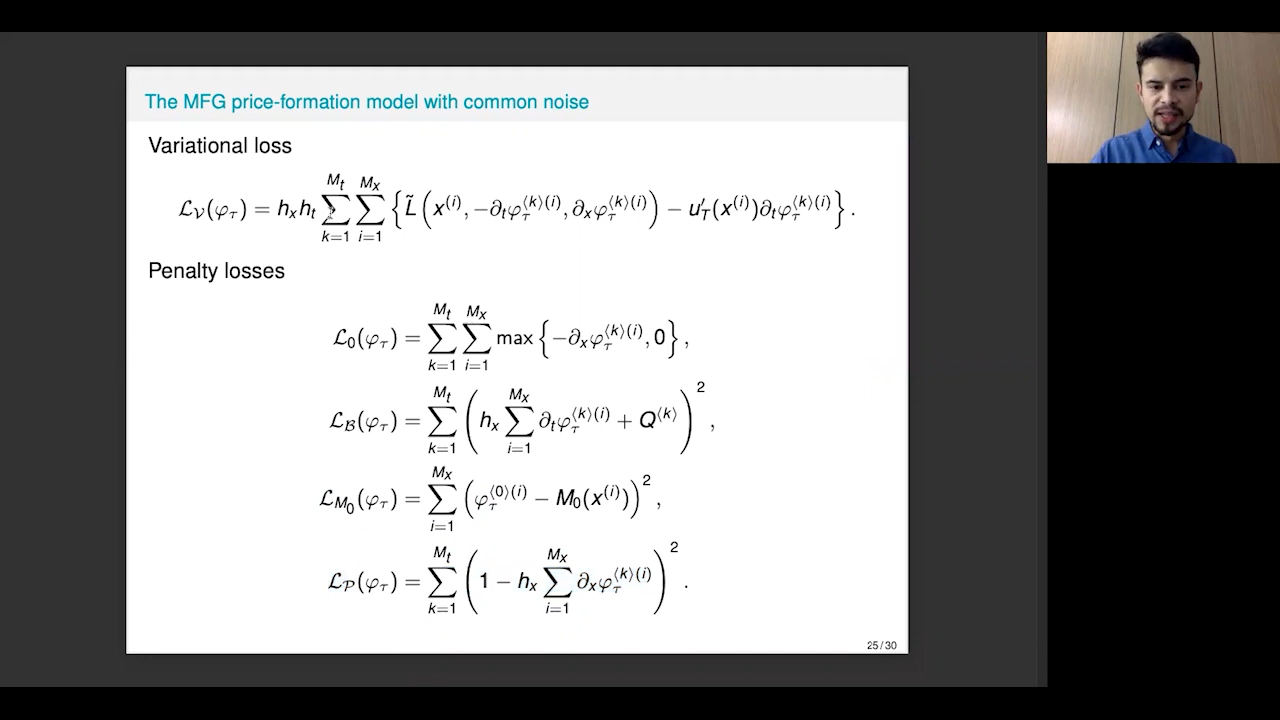 The MFG price-formation model with common noise
Variational loss
$\mathcal{L}_{\mathcal{V}}(\varphi_\tau) = h_x h_t \sum_{k=1}^{M_t} \sum_{i=1}^{M_x} \left\{ \tilde{L}\left( x^{(i)}, -\partial_t \varphi_\tau^{\langle k \rangle (i)}, \partial_x \varphi_\tau^{\langle k \rangle (i)} \right) - u_T'(x^{(i)}) \partial_t \varphi_\tau^{\langle k \rangle (i)} \right\}.$
Penalty losses
$\mathcal{L}_0(\varphi_\tau) = \sum_{k=1}^{M_t} \sum_{i=1}^{M_x} \max\left\{ -\partial_x \varphi_\tau^{\langle k \rangle (i)}, 0 \right\},$
$\mathcal{L}_{\mathcal{B}}(\varphi_\tau) = \sum_{k=1}^{M_t} \left( h_x \sum_{i=1}^{M_x} \partial_t \varphi_\tau^{\langle k \rangle (i)} + Q^{\langle k \rangle} \right)^2,$
$\mathcal{L}_{M_0}(\varphi_\tau) = \sum_{i=1}^{M_x} \left( \varphi_\tau^{\langle 0 \rangle (i)} - M_0(x^{(i)}) \right)^2,$
$\mathcal{L}_{\mathcal{P}}(\varphi_\tau) = \sum_{k=1}^{M_t} \left( 1 - h_x \sum_{i=1}^{M_x} \partial_x \varphi_\tau^{\langle k \rangle (i)} \right)^2.$
25 / 30